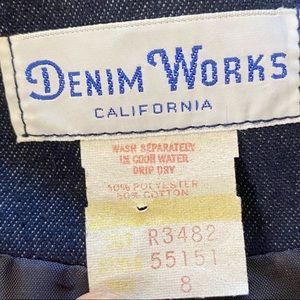 DENIM WORKS
CALIFORNIA
WASH SEPARATELY
IN COOL WATER
DRIP DRY
50% POLYESTER
50% COTTON
R3482
55151
8